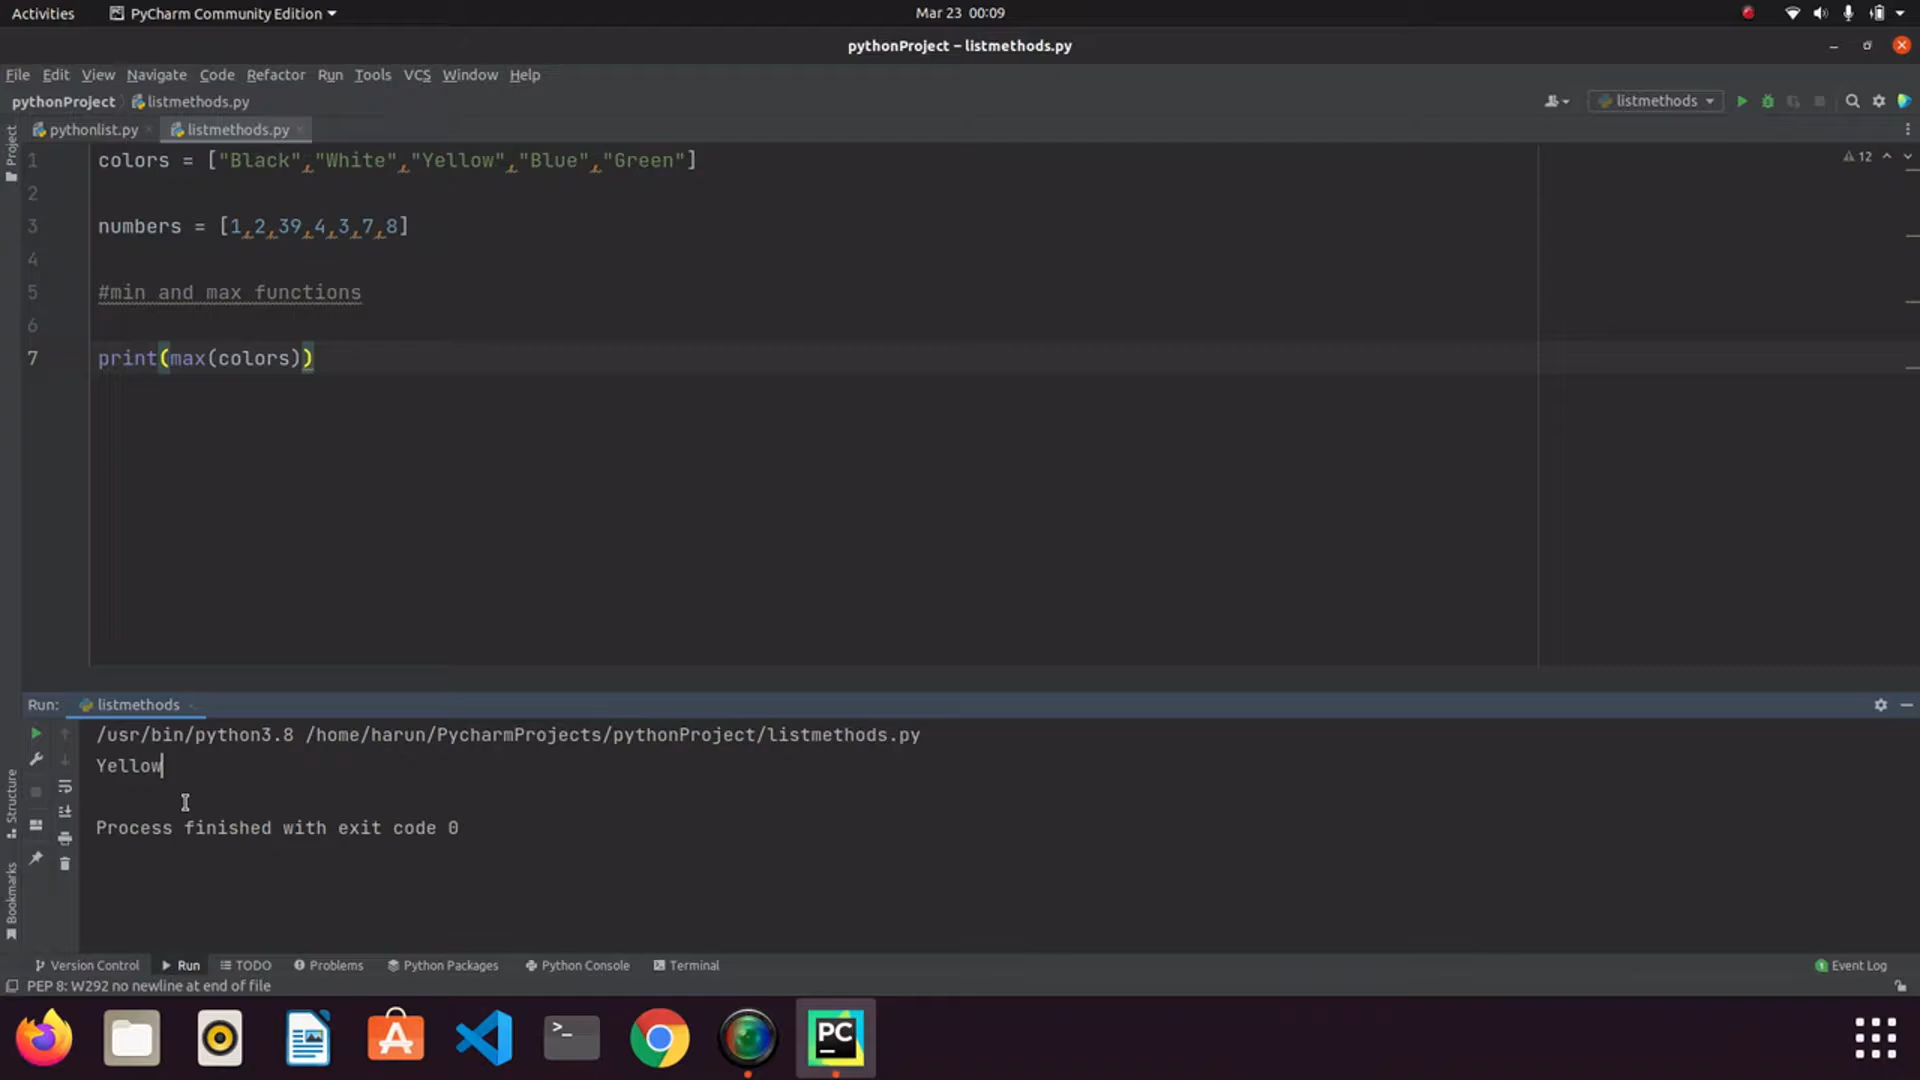 Activities PyCharm Community Edition Mar 23 00:09
pythonProject – listmethods.py
File Edit View Navigate Code Refactor Run Tools VCS Window Help
pythonProject listmethods.py listmethods
Project pythonlist.py listmethods.py
1 colors = ["Black","White","Yellow","Blue","Green"] 12
2
3 numbers = [1,2,39,4,3,7,8]
4
5 #min and max functions
6
7 print(max(colors))
Run: listmethods
/usr/bin/python3.8 /home/harun/PycharmProjects/pythonProject/listmethods.py
Yellow
Structure
Process finished with exit code 0
Bookmarks
Version Control Run TODO Problems Python Packages Python Console Terminal 1 Event Log
PEP 8: W292 no newline at end of file
>_ PC